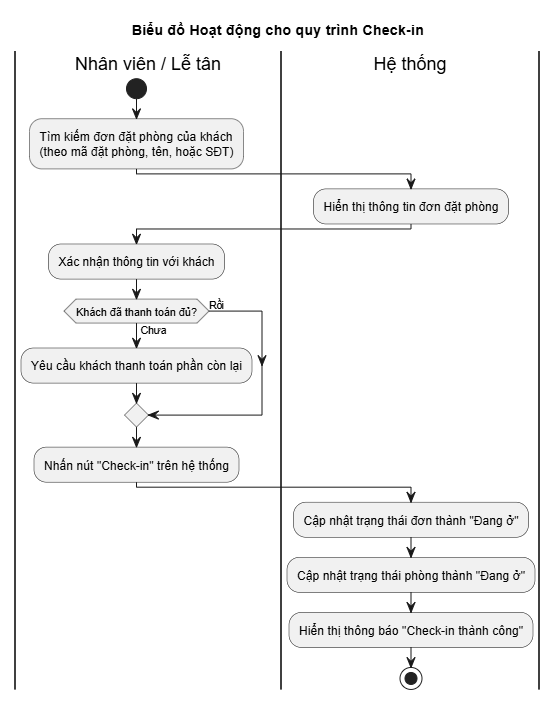 Biểu đồ Hoạt động cho quy trình Check-in
Nhân viên / Lễ tân
Hệ thống
Tìm kiếm đơn đặt phòng của khách
(theo mã đặt phòng, tên, hoặc SĐT)
Hiển thị thông tin đơn đặt phòng
Xác nhận thông tin với khách
Khách đã thanh toán đủ?
Rồi
Chưa
Yêu cầu khách thanh toán phần còn lại
Nhấn nút "Check-in" trên hệ thống
Cập nhật trạng thái đơn thành "Đang ở"
Cập nhật trạng thái phòng thành "Đang ở"
Hiển thị thông báo "Check-in thành công"